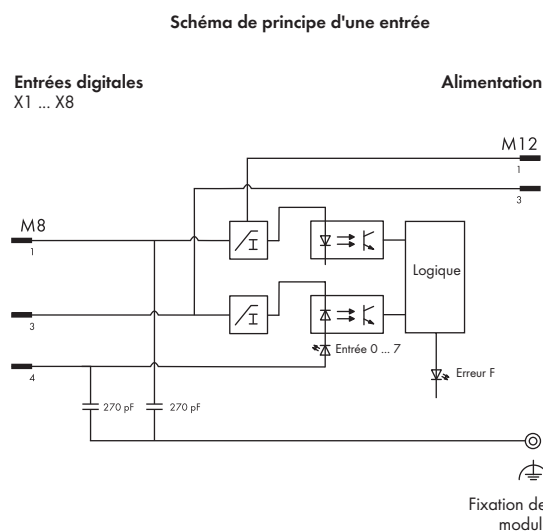 Schéma de principe d'une entrée
Entrées digitales
X1 ... X8
Alimentation
M12
1
3
M8
1
Logique
3
Entrée 0 ... 7
4
Erreur F
270 pF
270 pF
Fixation de
modul